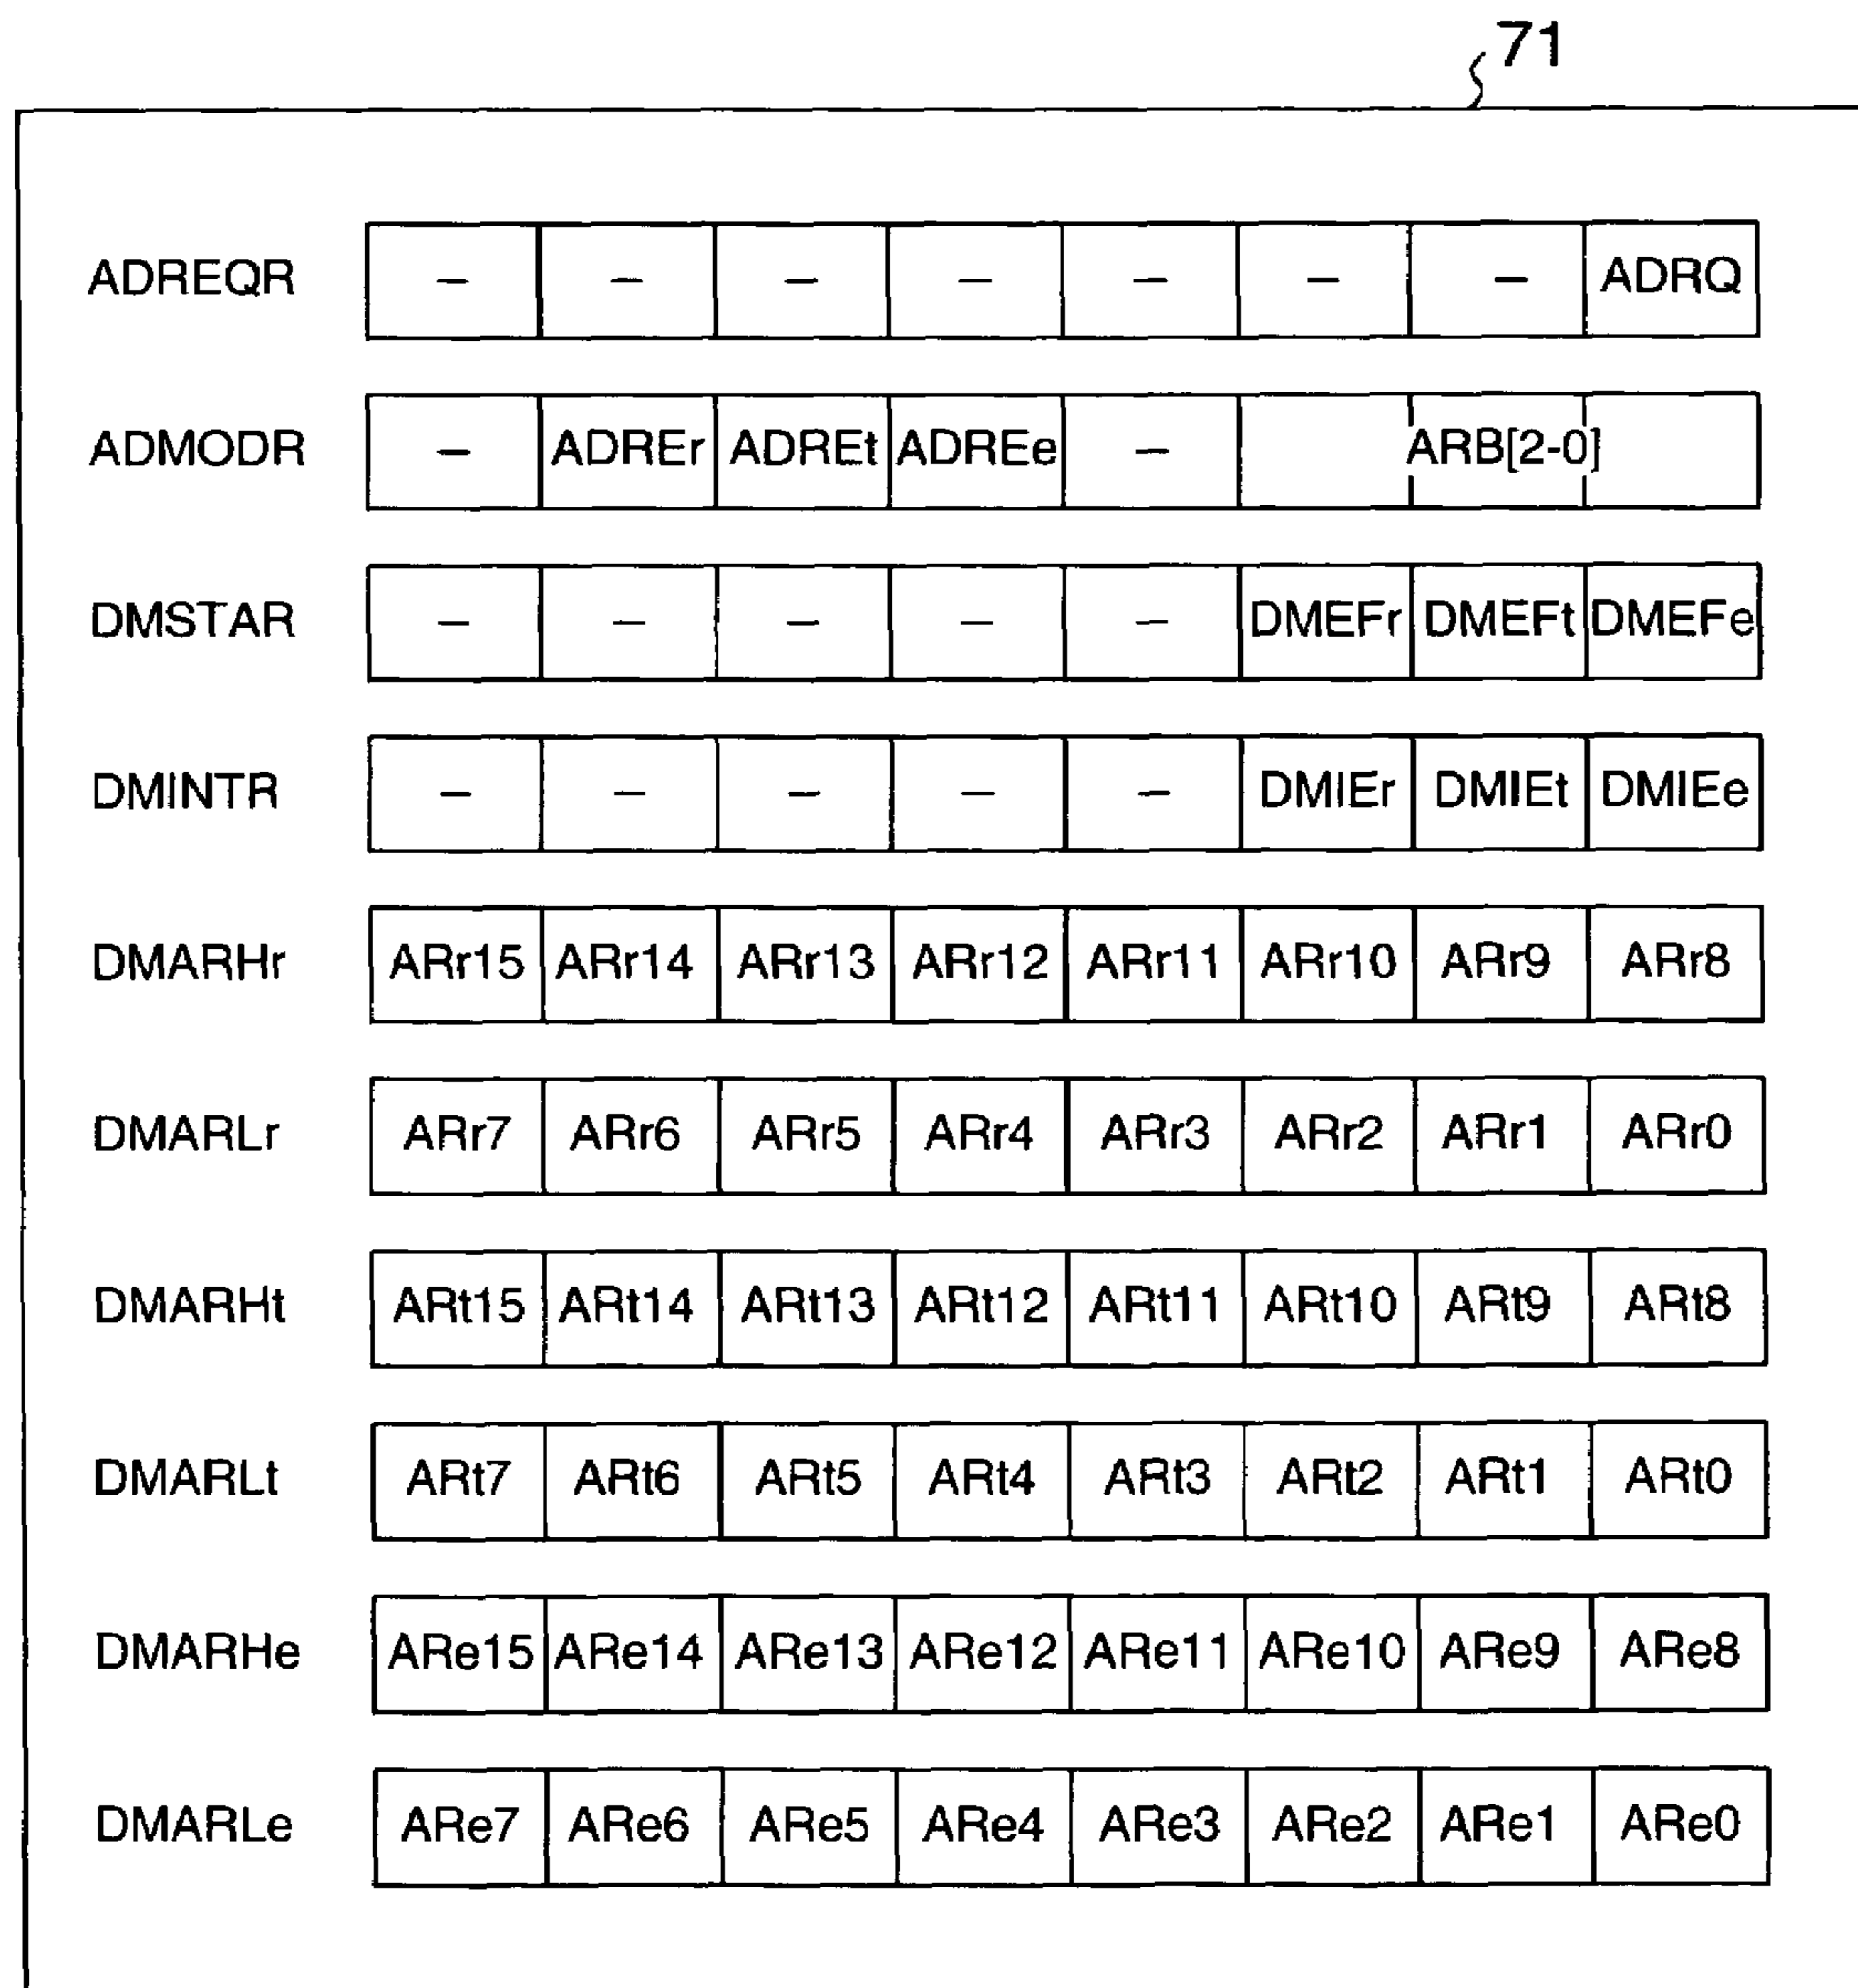 71
ADREQR – – – – – – – ADRQ
ADMODR – ADREr ADREt ADREe – ARB[2-0]
DMSTAR – – – – – DMEFr DMEFt DMEFe
DMINTR – – – – – DMIEr DMIEt DMIEe
DMARHr ARr15 ARr14 ARr13 ARr12 ARr11 ARr10 ARr9 ARr8
DMARLr ARr7 ARr6 ARr5 ARr4 ARr3 ARr2 ARr1 ARr0
DMARHt ARt15 ARt14 ARt13 ARt12 ARt11 ARt10 ARt9 ARt8
DMARLt ARt7 ARt6 ARt5 ARt4 ARt3 ARt2 ARt1 ARt0
DMARHe ARe15 ARe14 ARe13 ARe12 ARe11 ARe10 ARe9 ARe8
DMARLe ARe7 ARe6 ARe5 ARe4 ARe3 ARe2 ARe1 ARe0